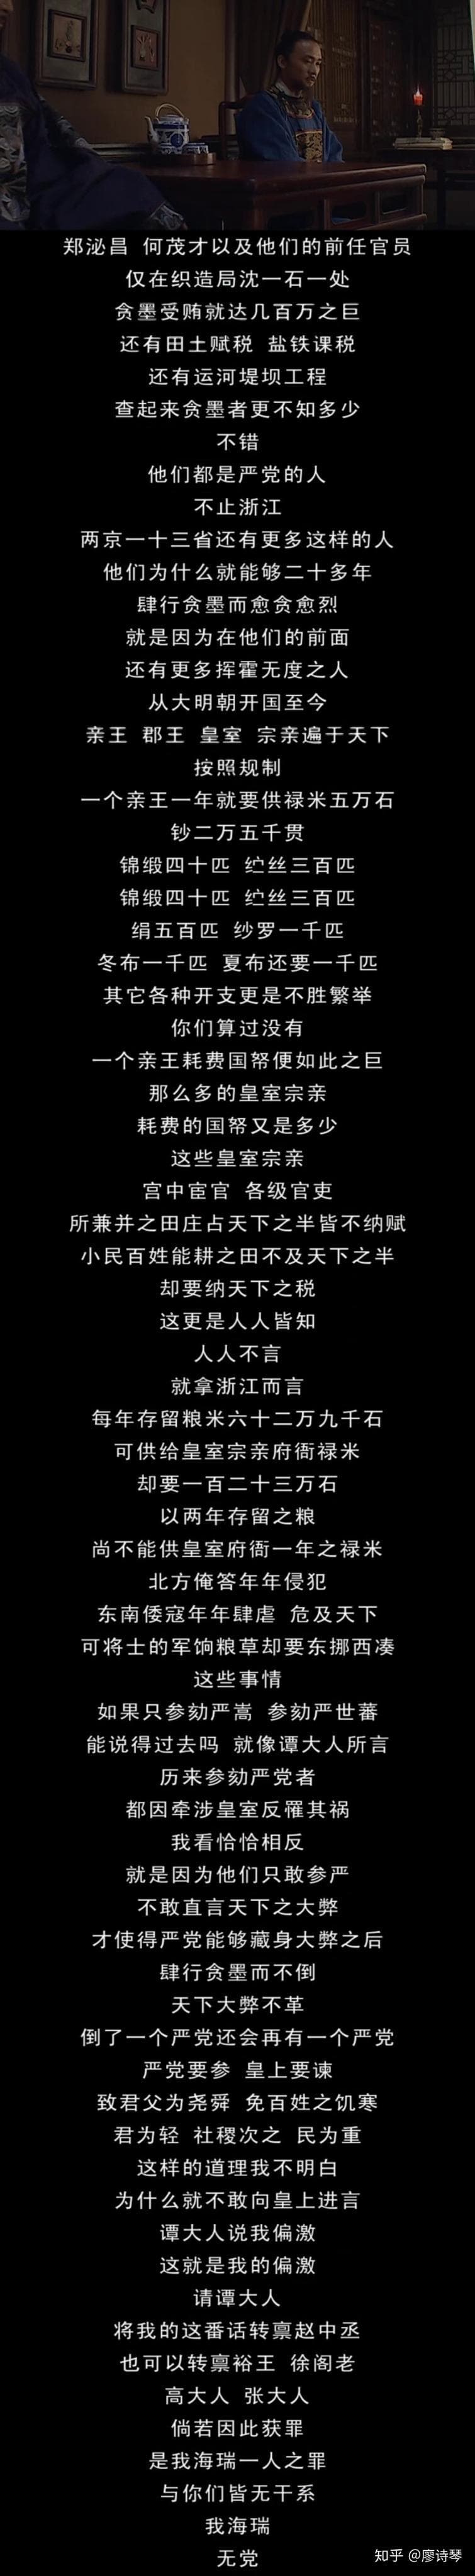 郑泌昌 何茂才以及他们的前任官员
仅在织造局沈一石一处
贪墨受贿就达几百万之巨
还有田土赋税 盐铁课税
还有运河堤坝工程
查起来贪墨者更不知多少
不错
他们都是严党的人
不止浙江
两京一十三省还有更多这样的人
他们为什么就能够二十多年
肆行贪墨而愈贪愈烈
就是因为在他们的前面
还有更多挥霍无度之人
从大明朝开国至今
亲王 郡王 皇室 宗亲遍于天下
按照规制
一个亲王一年就要供禄米五万石
钞二万五千贯
锦缎四十匹 纻丝三百匹
锦缎四十匹 纻丝三百匹
绢五百匹 纱罗一千匹
冬布一千匹 夏布还要一千匹
其它各种开支更是不胜繁举
你们算过没有
一个亲王耗费国帑便如此之巨
那么多的皇室宗亲
耗费的国帑又是多少
这些皇室宗亲
宫中宦官 各级官吏
所兼并之田庄占天下之半皆不纳赋
小民百姓能耕之田不及天下之半
却要纳天下之税
这更是人人皆知
人人不言
就拿浙江而言
每年存留粮米六十二万九千石
可供给皇室宗亲府衙禄米
却要一百二十三万石
以两年存留之粮
尚不能供皇室府衙一年之禄米
北方俺答年年侵犯
东南倭寇年年肆虐 危及天下
可将士的军饷粮草却要东挪西凑
这些事情
如果只参劾严嵩 参劾严世蕃
能说得过去吗 就像谭大人所言
历来参劾严党者
都因牵涉皇室反罹其祸
我看恰恰相反
就是因为他们只敢参严
不敢直言天下之大弊
才使得严党能够藏身大弊之后
肆行贪墨而不倒
天下大弊不革
倒了一个严党还会再有一个严党
严党要参 皇上要谏
致君父为尧舜 免百姓之饥寒
君为轻 社稷次之 民为重
这样的道理我不明白
为什么就不敢向皇上进言
谭大人说我偏激
这就是我的偏激
请谭大人
将我的这番话转禀赵中丞
也可以转禀裕王 徐阁老
高大人 张大人
倘若因此获罪
是我海瑞一人之罪
与你们皆无干系
我海瑞
无党
知乎 @廖诗琴